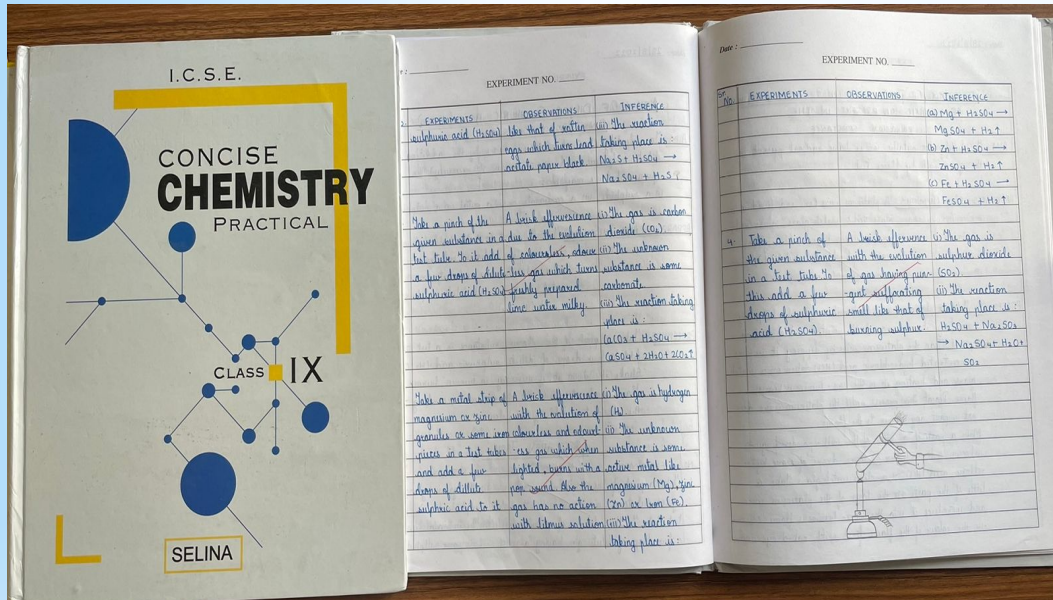 I.C.S.E.
CONCISE
CHEMISTRY
PRACTICAL
CLASS IX
SELINA
EXPERIMENT NO.
EXPERIMENTS
sulphuric acid (H₂SO₄)
OBSERVATIONS
like that of rotten
eggs which turns lead
acetate paper black.
INFERENCE
(ii) The reaction
taking place is:
Na₂S + H₂SO₄ →
Na₂SO₄ + H₂S↑
Take a pinch of the
given substance in a
test tube. To it add
a few drops of dilute
sulphuric acid (H₂SO₄)
A brisk effervescence
due to the evolution
of colourless, odour
-less gas which turns
freshly prepared
lime water milky.
(i) The gas is carbon
dioxide (CO₂).
(ii) The unknown
substance is some
carbonate.
(iii) The reaction taking
place is:
CaCO₃ + H₂SO₄ →
CaSO₄ + 2H₂O + 2CO₂↑
Take a metal strip of
magnesium or zinc
granules or some iron
pieces in a test tubes
and add a few
drops of dillute
sulphric acid to it
A brisk effervescence
with the evolution of
colourless and odourl-
-ess gas which when
lighted, burns with a
pop sound. Also the
gas has no action
with litmus solution
(i) The gas is hydrogen
(H₂).
(ii) The unknown
substance is some
active metal like
magnesium (Mg), zinc
(Zn) or Iron (Fe).
(iii) The reaction
taking place is:
Date :
EXPERIMENT NO.
Sr.
No.
EXPERIMENTS
OBSERVATIONS
INFERENCE
(a) Mg + H₂SO₄ →
MgSO₄ + H₂↑
(b) Zn + H₂SO₄ →
ZnSO₄ + H₂↑
(c) Fe + H₂SO₄ →
FeSO₄ + H₂↑
4.
Take a pinch of
the given substance
in a test tube. To
this add a few
drops of sulphuric
acid (H₂SO₄).
A brisk effervence
with the evolution
of gas having pun-
gent suffocating
smell like that of
burning sulphur.
(i) The gas is
sulphur dioxide
(SO₂)
(ii) The reaction
taking place is:
H₂SO₄ + Na₂SO₃
→ Na₂SO₄ + H₂O +
SO₂